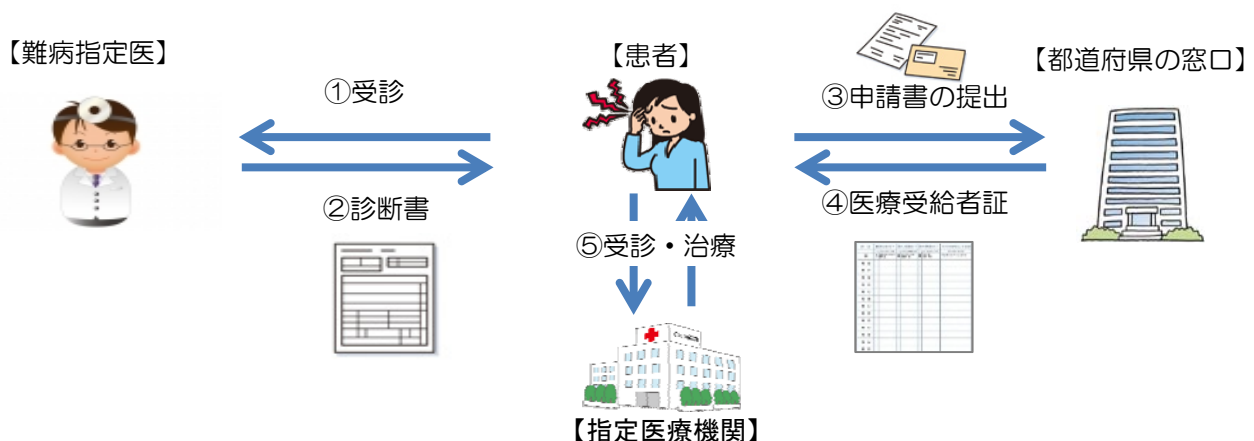 【難病指定医】
【患者】
【都道府県の窓口】
①受診
③申請書の提出
②診断書
④医療受給者証
⑤受診・治療
【指定医療機関】